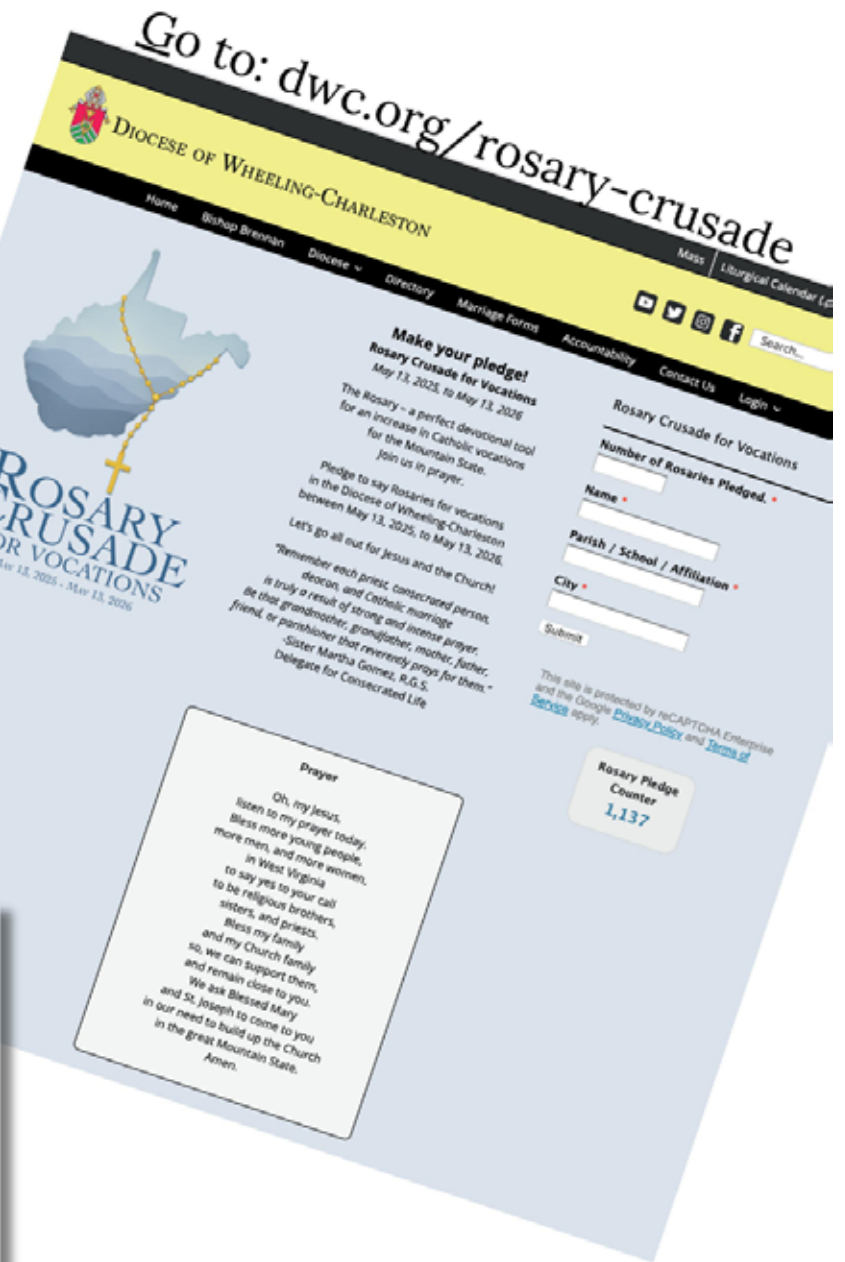 Go to: dwc.org/rosary-crusade
Mass | Liturgical Calendar
DIOCESE OF WHEELING-CHARLESTON
Search...
Home Bishop Brennan Diocese Directory Marriage Forms Accountability Contact Us Login
ROSARY
CRUSADE
FOR VOCATIONS
May 13, 2025 - May 13, 2026
Make your pledge!
Rosary Crusade for Vocations
May 13, 2025, to May 13, 2026
The Rosary – a perfect devotional tool
for an increase in Catholic vocations
for the Mountain State.
Join us in prayer.
Pledge to say Rosaries for vocations
in the Diocese of Wheeling-Charleston
between May 13, 2025, to May 13, 2026.
Let's go all out for Jesus and the Church!
"Remember each priest, consecrated person,
deacon, and Catholic marriage
is truly a result of strong and intense prayer.
Be that grandmother, grandfather, mother, father,
friend, or parishioner that reverently prays for them."
-Sister Martha Gomez, R.G.S.
Delegate for Consecrated Life
Rosary Crusade for Vocations
Number of Rosaries Pledged. *
Name *
Parish / School / Affiliation *
City *
Submit
This site is protected by reCAPTCHA Enterprise
and the Google Privacy Policy and Terms of
Service apply.
Rosary Pledge
Counter
1,137
Prayer
Oh, my Jesus,
listen to my prayer today.
Bless more young people,
more men, and more women,
in West Virginia
to say yes to your call
to be religious brothers,
sisters, and priests.
Bless my family
and my Church family
so, we can support them,
and remain close to you.
We ask Blessed Mary
and St. Joseph to come to you
in our need to build up the Church
in the great Mountain State.
Amen.